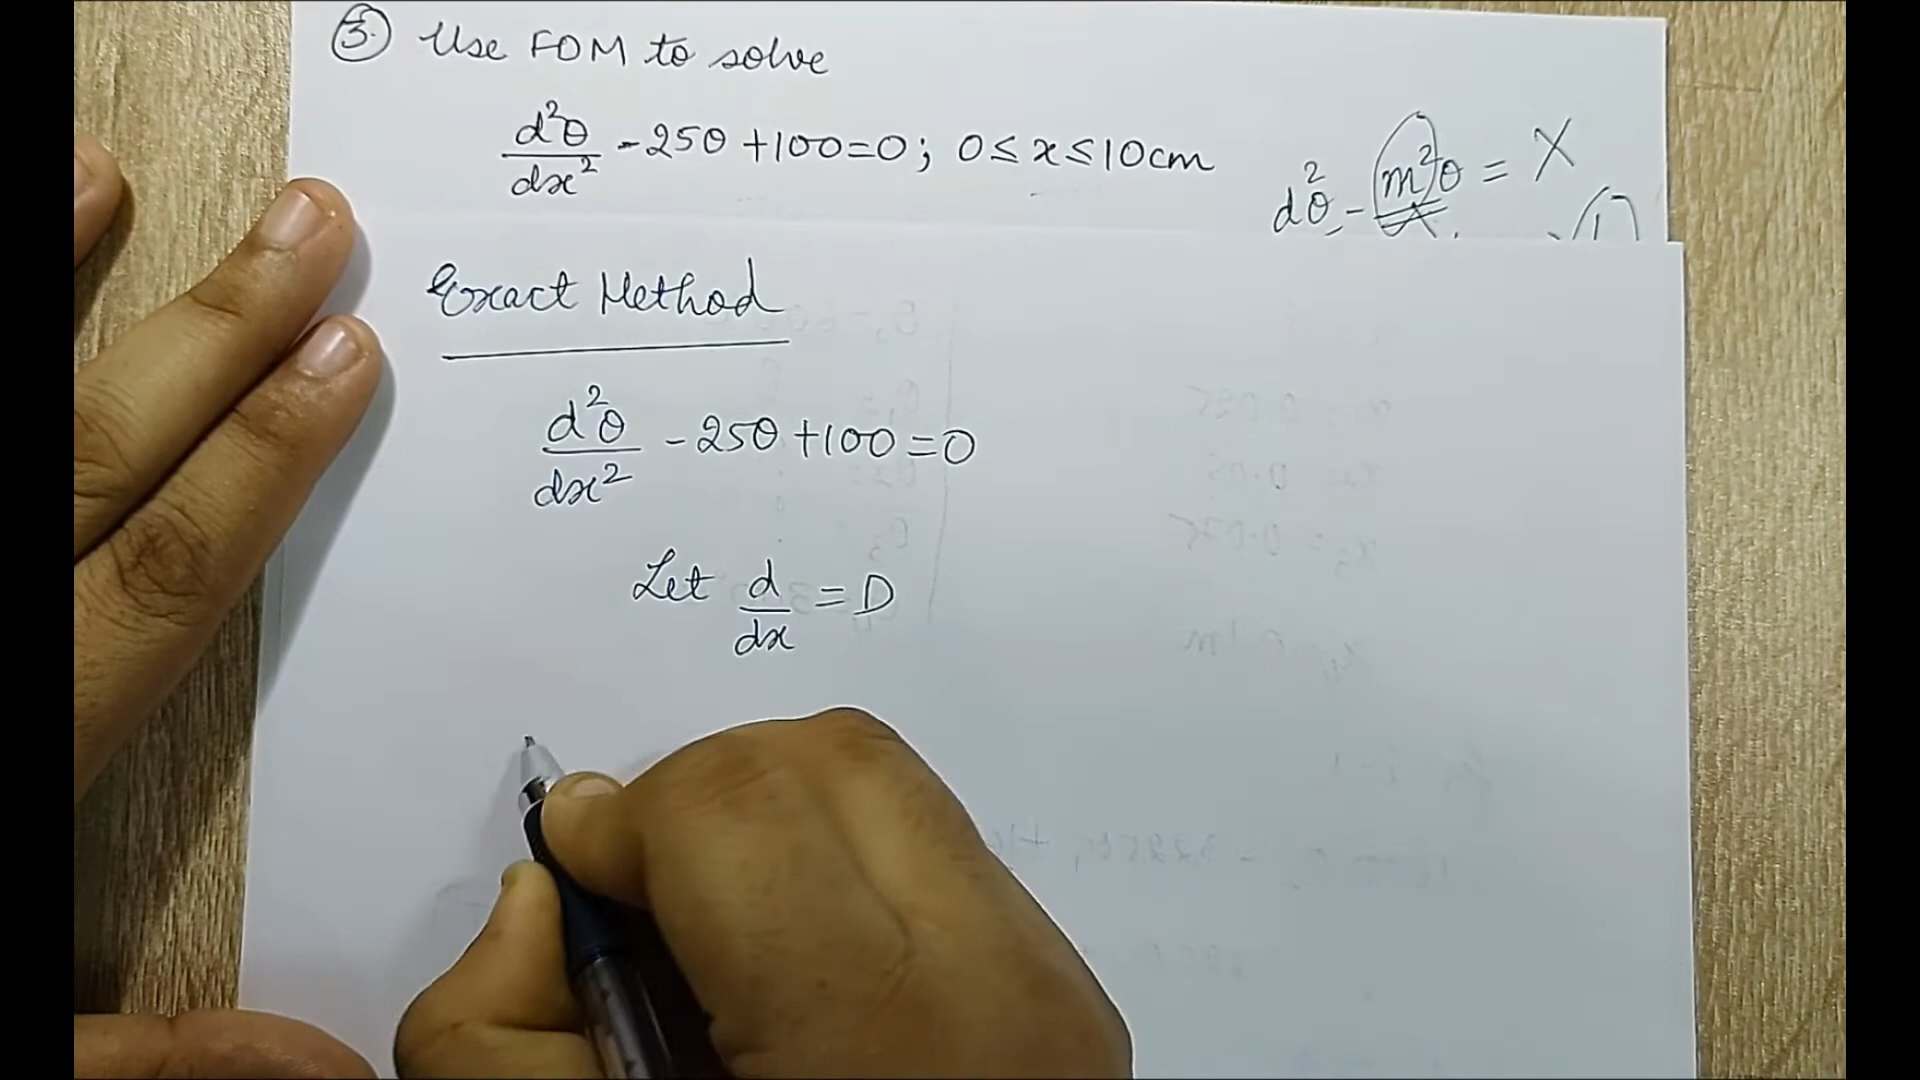 ③. Use FDM to solve
d²θ/dx² - 25θ + 100 = 0; 0 ≤ x ≤ 10cm
d²θ - m²θ = X
Exact Method
d²θ/dx² - 25θ + 100 = 0
Let d/dx = D